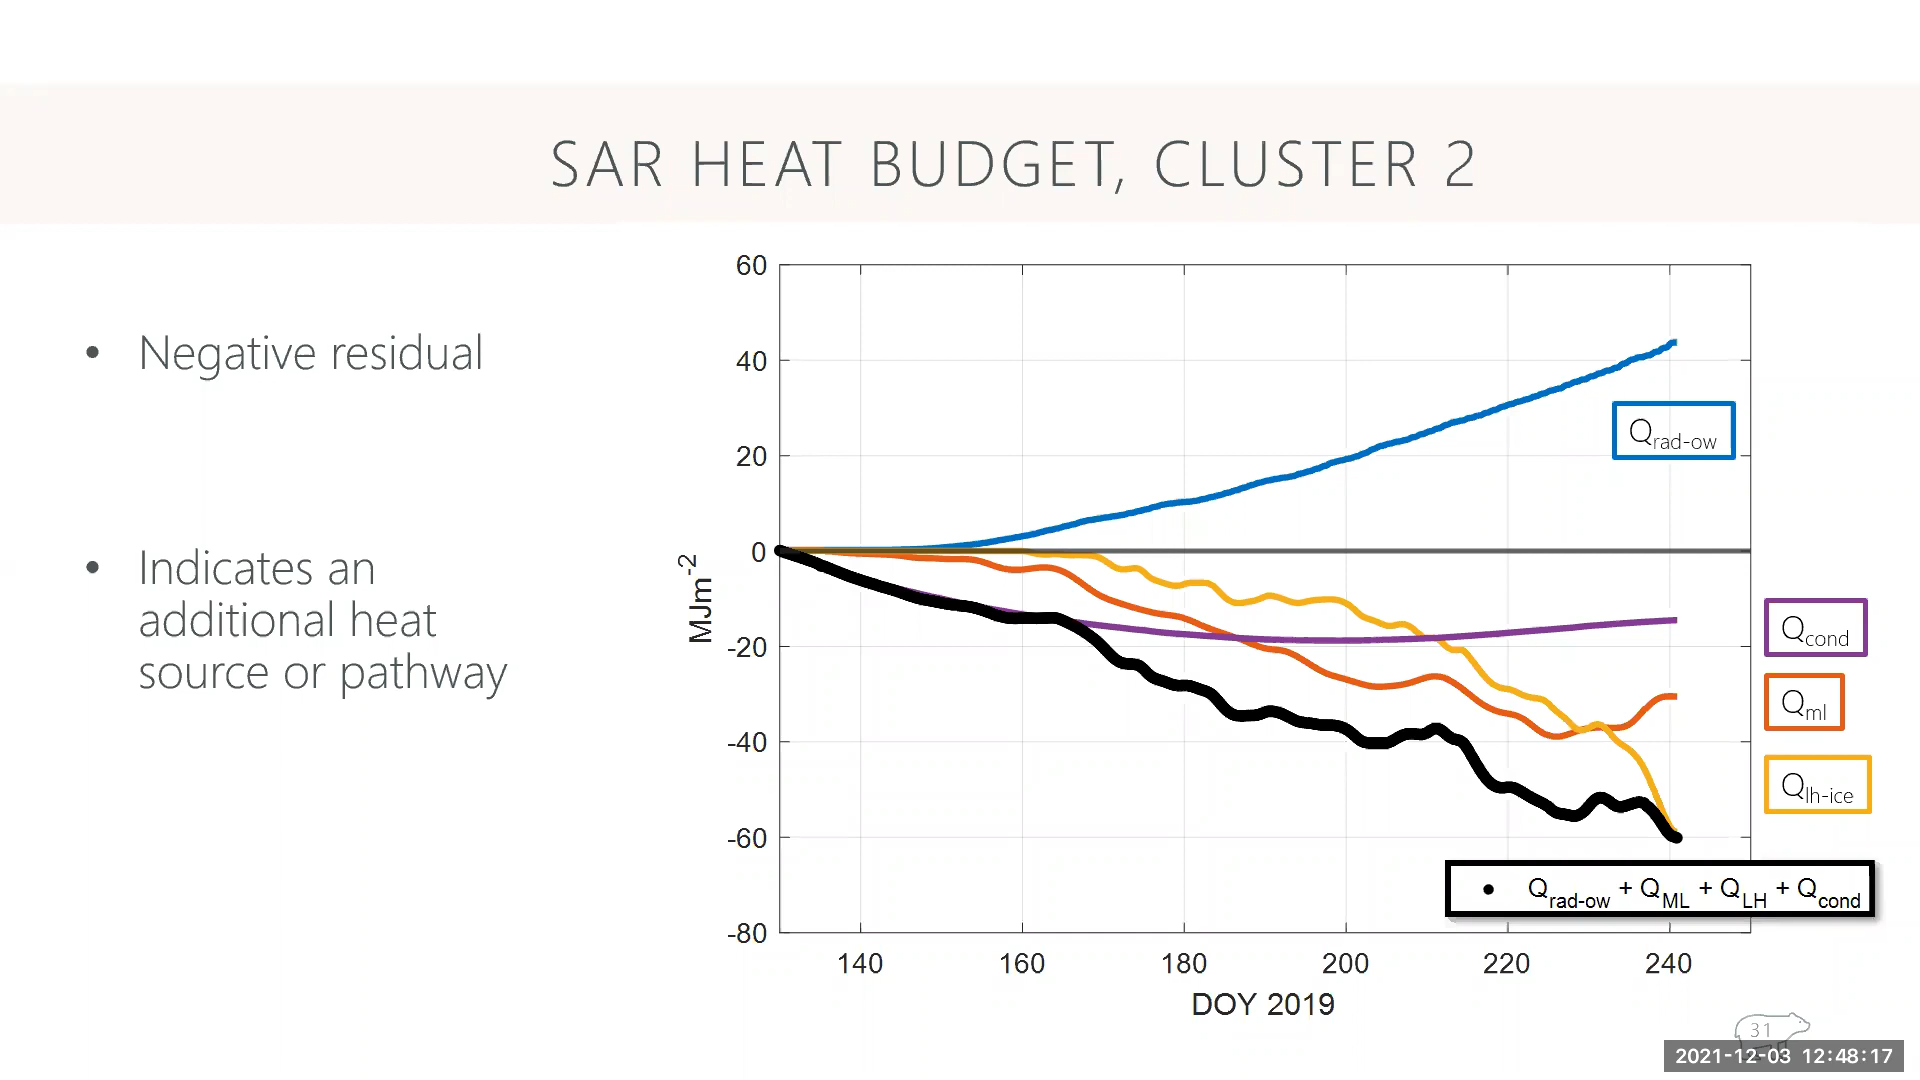 SAR HEAT BUDGET, CLUSTER 2
• Negative residual
• Indicates an
additional heat
source or pathway
60
40
20
0
-20
-40
-60
-80
MJm-2
140 160 180 200 220 240
DOY 2019
Qrad-ow
Qcond
Qml
Qlh-ice
• Qrad-ow + QML + QLH + Qcond
31
2021-12-03 12:48:17